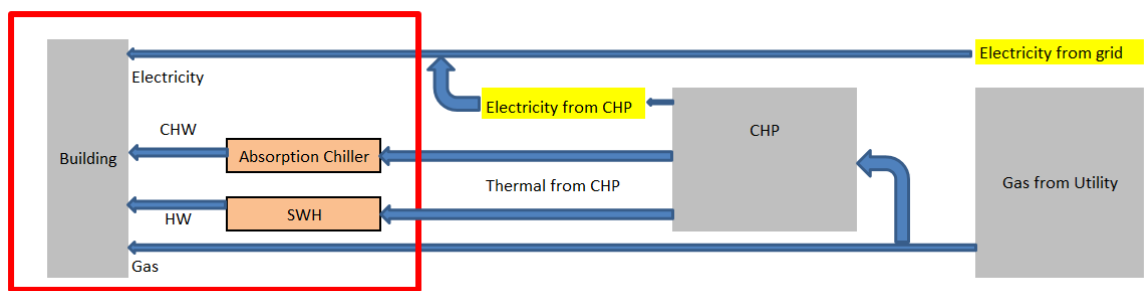 Electricity from grid
Electricity
Electricity from CHP
CHW
CHP
Building
Absorption Chiller
Thermal from CHP
Gas from Utility
HW
SWH
Gas